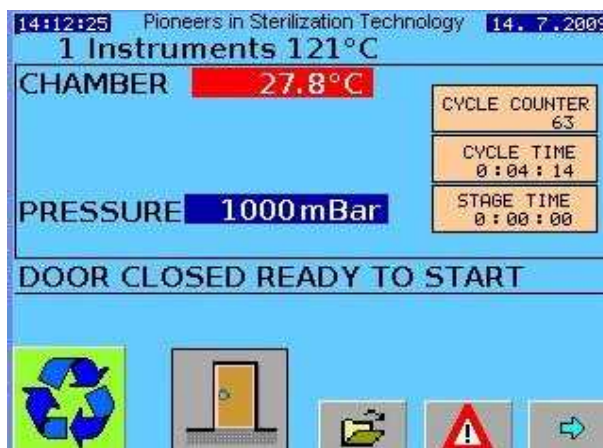 14:12:25 Pioneers in Sterilization Technology 14. 7.2009
1 Instruments 121°C
CHAMBER 27.8°C
CYCLE COUNTER
63
CYCLE TIME
0:04:14
PRESSURE 1000mBar
STAGE TIME
0:00:00
DOOR CLOSED READY TO START